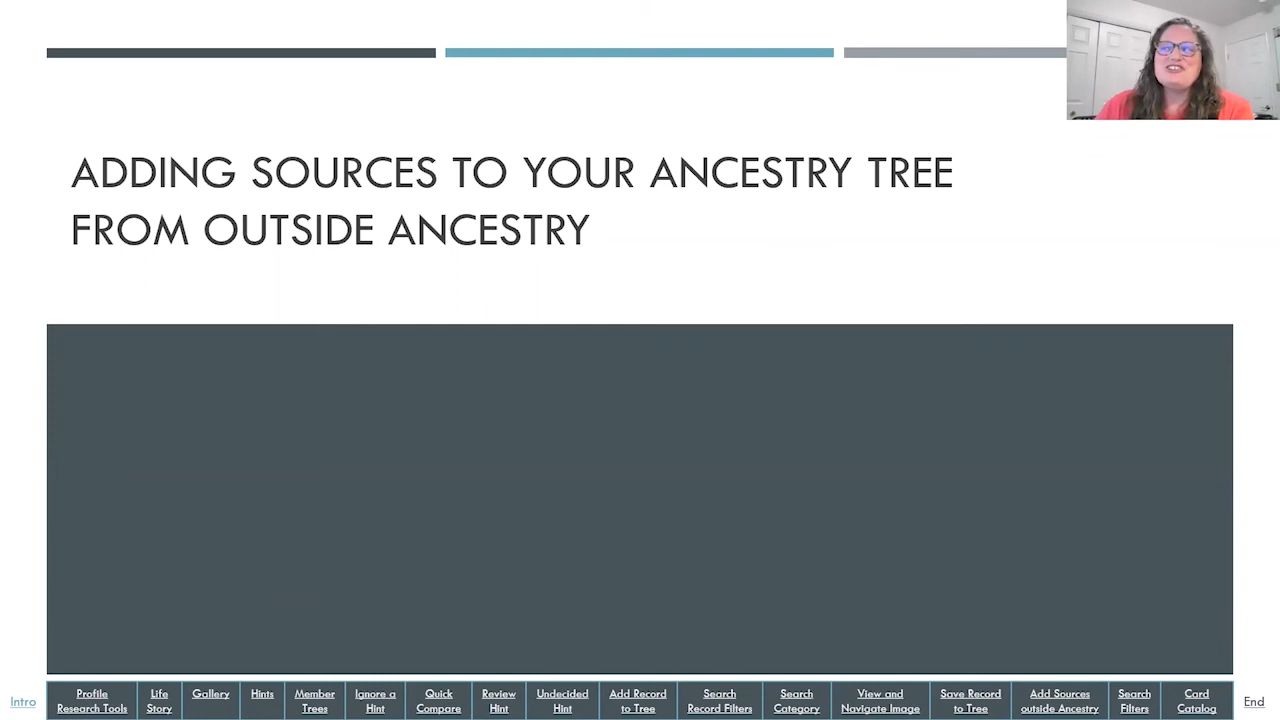 ADDING SOURCES TO YOUR ANCESTRY TREE
FROM OUTSIDE ANCESTRY
Intro
Profile
Research Tools
Life
Story
Gallery
Hints
Member
Trees
Ignore a
Hint
Quick
Compare
Review
Hint
Undecided
Hint
Add Record
to Tree
Search
Record Filters
Search
Category
View and
Navigate Image
Save Record
to Tree
Add Sources
outside Ancestry
Search
Filters
Card
Catalog
End